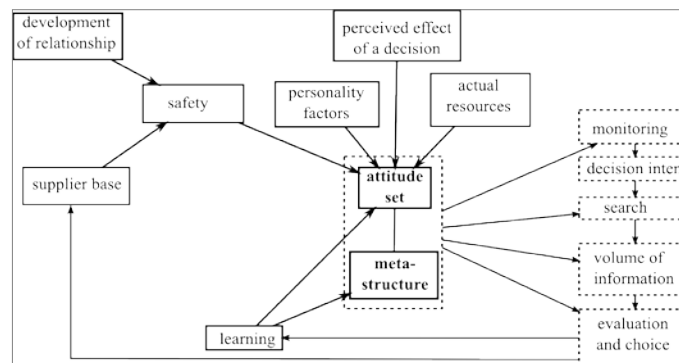 development
of relationship
perceived effect
of a decision
safety
personality
factors
actual
resources
monitoring
decision inter
supplier base
attitude
set
search
meta-
structure
volume of
information
learning
evaluation
and choice